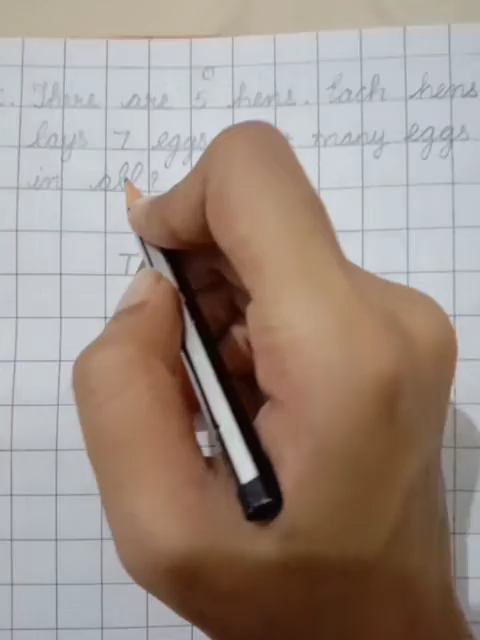 There are 5 hens. Each hens
lays 7 eggs many eggs
in all?